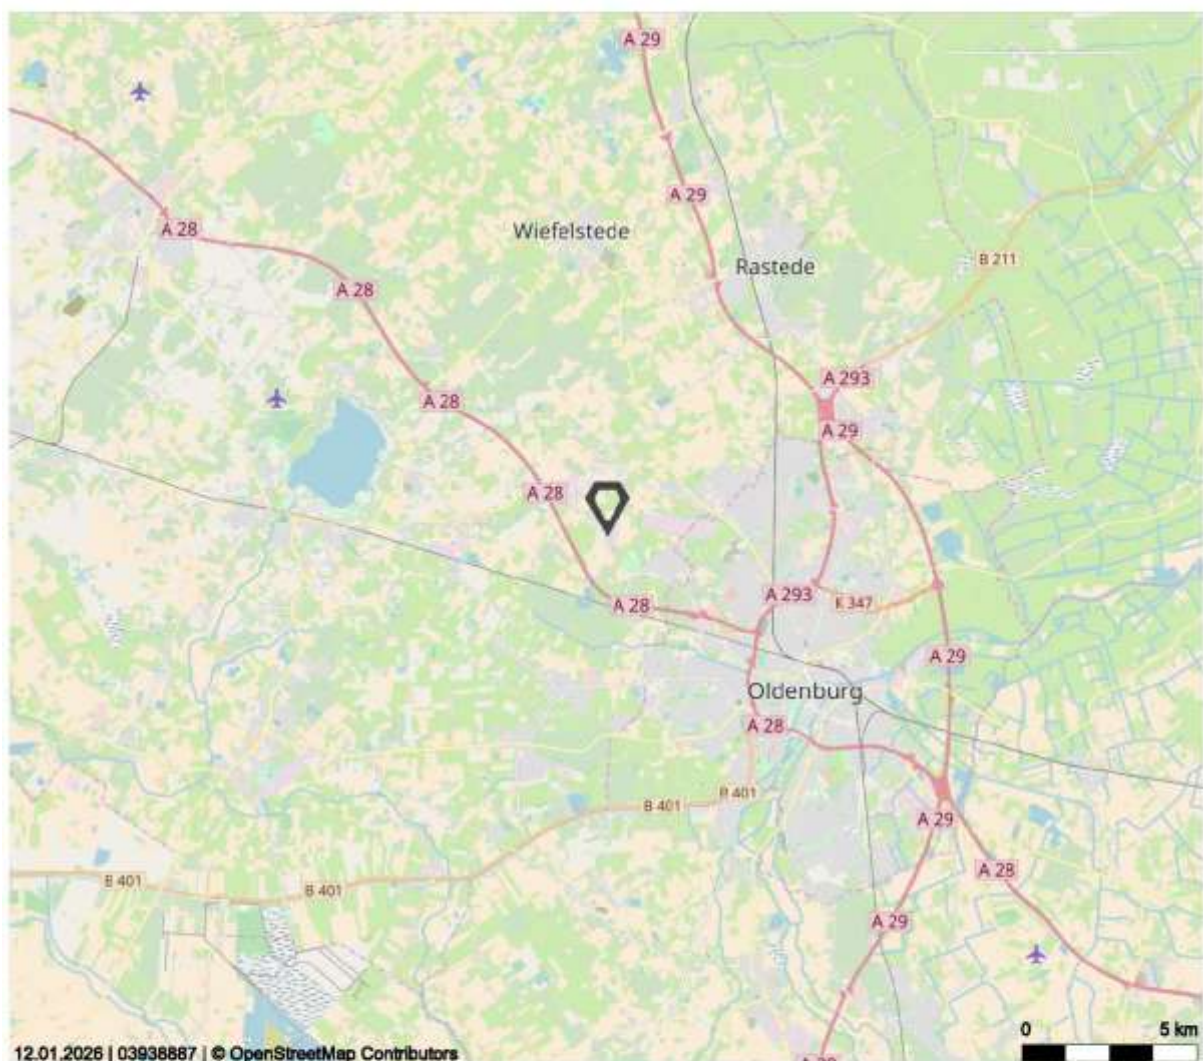 A 29
A 29
A 28
Wiefelstede
B 211
Rastede
A 28
A 293
A 28
A 29
A 28
A 293
K 347
A 28
A 29
Oldenburg
A 28
B 401
B 401
A 29
A 28
B 401
B 401
A 29
0 5 km
12.01.2026 | 03938887 | © OpenStreetMap Contributors